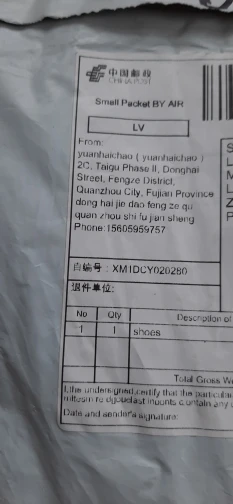 中国邮政
CHINA POST
Small Packet BY AIR
LV
From:
yuanhaichao ( yuanhaichao )
2C, Taigu Phase II, Donghai
Street, Fengze District,
Quanzhou City, Fujian Province
dong hai jie dao feng ze qu
quan zhou shi fu jian sheng
Phone:15605959757
自编号 : XM1DCY020280
退件单位:
No Qty Description of
1 1 shoes
Total Gross W
I,the undersigned,certify that the particular
Date and sender's signature: